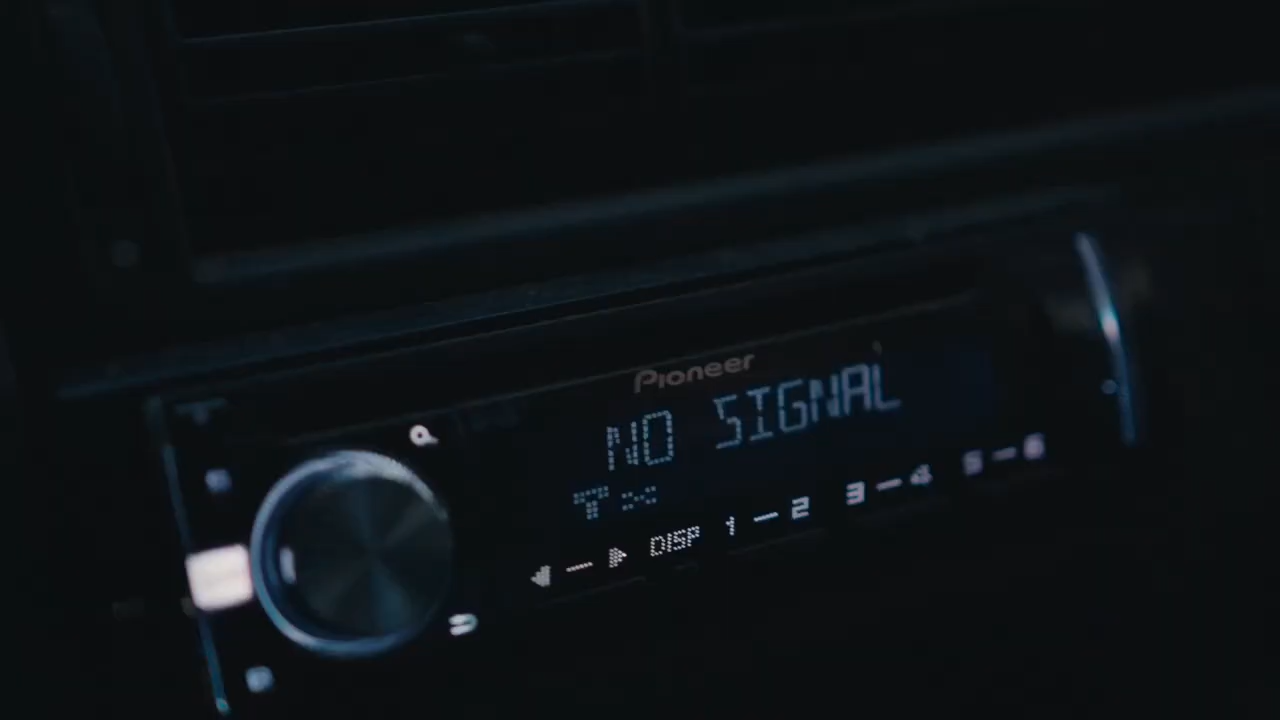 Pioneer
NO SIGNAL
DISP 1 — 2 3 — 4 5 — 6